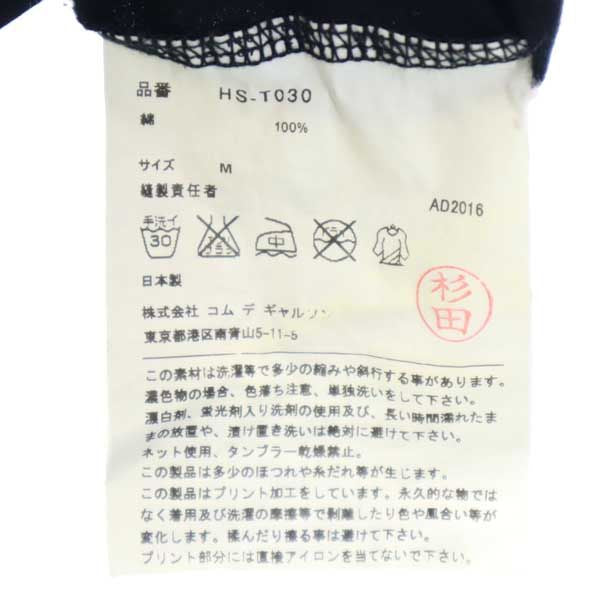 品番 HS-T030
綿 100%
サイズ M
縫製責任者
AD2016
手洗イ
30
エンソサラシ
中
日本製
杉田
株式会社 コム デ ギャルソン
東京都港区南青山5-11-5
この素材は洗濯等で多少の縮みや斜行する事があります。
濃色物の場合、色落ち注意、単独洗いをして下さい。
漂白剤、蛍光剤入り洗剤の使用及び、長い時間濡れたま
まの放置や、漬け置き洗いは絶対に避けて下さい。
ネット使用、タンブラー乾燥禁止。
この製品は多少のほつれや糸だれ等が生じます。
この製品はプリント加工をしています。永久的な物では
なく着用及び洗濯の摩擦等で剥離したり色や風合い等が
変化します。揉んだり擦る事は避けて下さい。
プリント部分には直接アイロンを当てないで下さい。